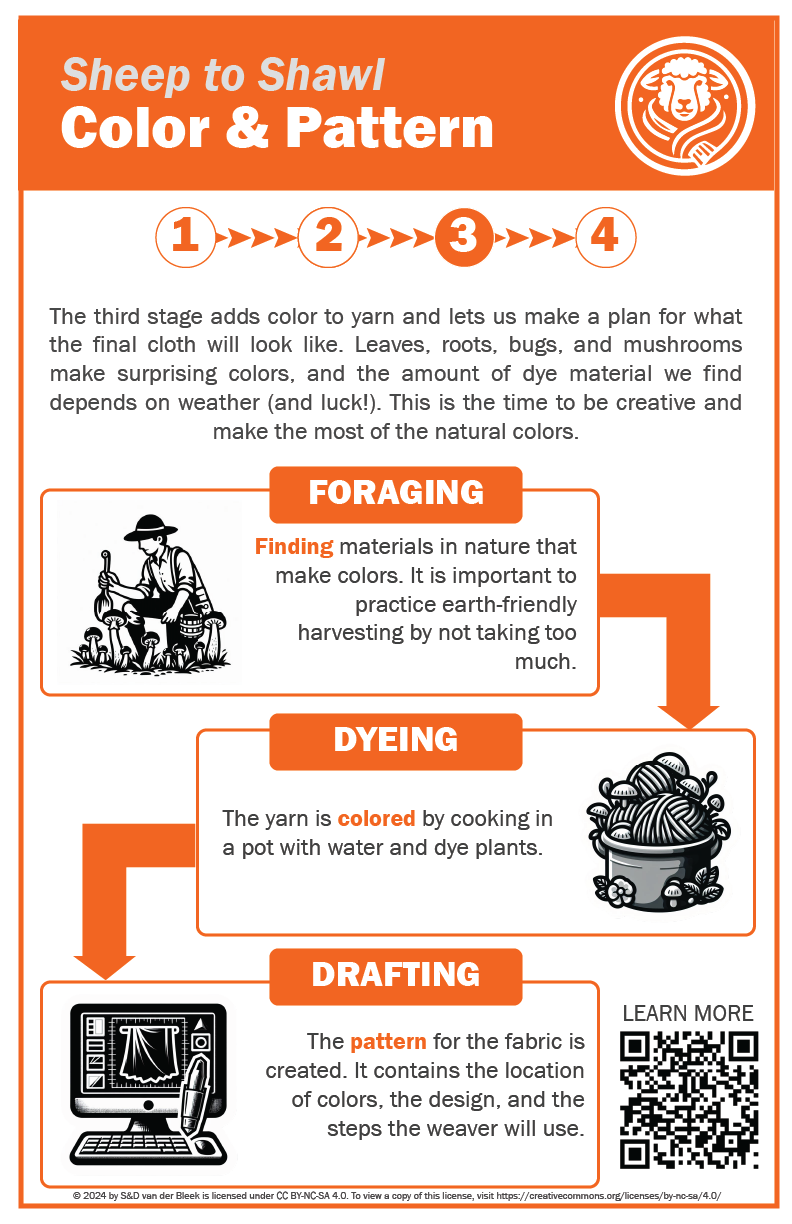 Sheep to Shawl
Color & Pattern
1 2 3 4
The third stage adds color to yarn and lets us make a plan for what
the final cloth will look like. Leaves, roots, bugs, and mushrooms
make surprising colors, and the amount of dye material we find
depends on weather (and luck!). This is the time to be creative and
make the most of the natural colors.
FORAGING
Finding materials in nature that
make colors. It is important to
practice earth-friendly
harvesting by not taking too
much.
DYEING
The yarn is colored by cooking in
a pot with water and dye plants.
DRAFTING
The pattern for the fabric is
created. It contains the location
of colors, the design, and the
steps the weaver will use.
LEARN MORE
© 2024 by S&D van der Bleek is licensed under CC BY-NC-SA 4.0. To view a copy of this license, visit https://creativecommons.org/licenses/by-nc-sa/4.0/